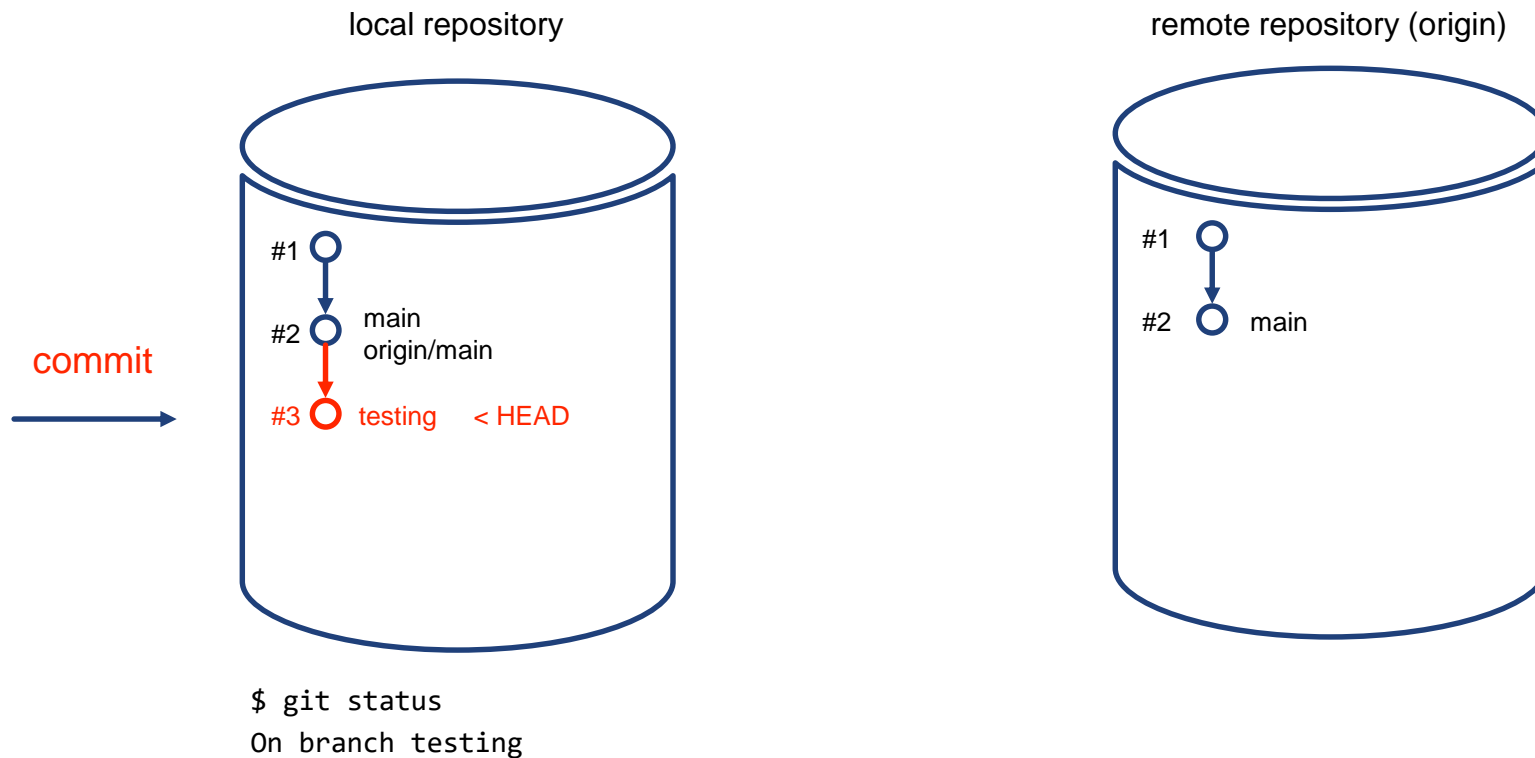 local repository
remote repository (origin)
#1
#2
main
origin/main
commit
#3 testing < HEAD
#1
#2 main
$ git status
On branch testing